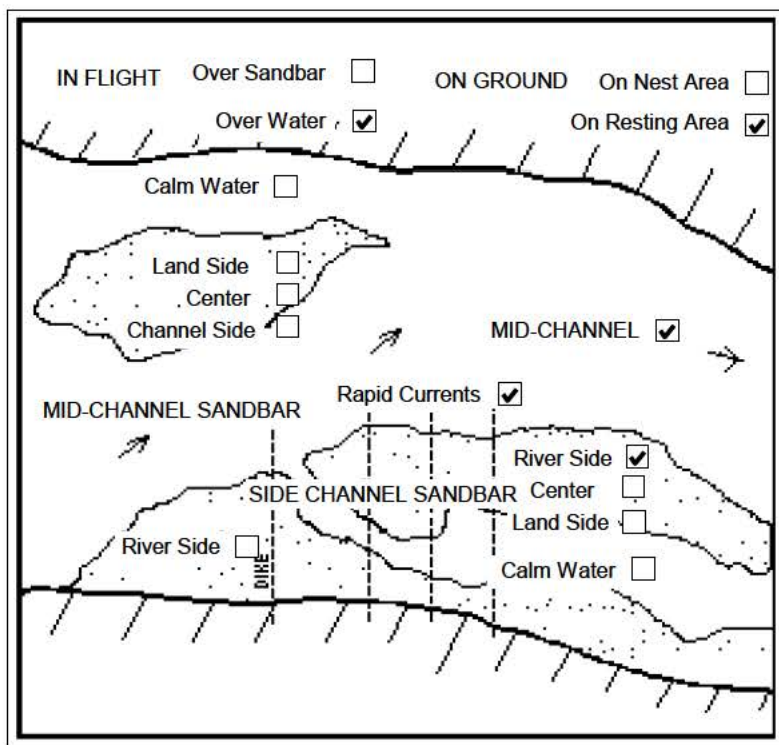 IN FLIGHT Over Sandbar ☐ ON GROUND On Nest Area ☐
Over Water ☑ On Resting Area ☑
Calm Water ☐
Land Side ☐
Center ☐
Channel Side ☐ MID-CHANNEL ☑
Rapid Currents ☑
MID-CHANNEL SANDBAR
River Side ☑
SIDE CHANNEL SANDBAR Center ☐
Land Side ☐
River Side ☐
Calm Water ☐
DIKE